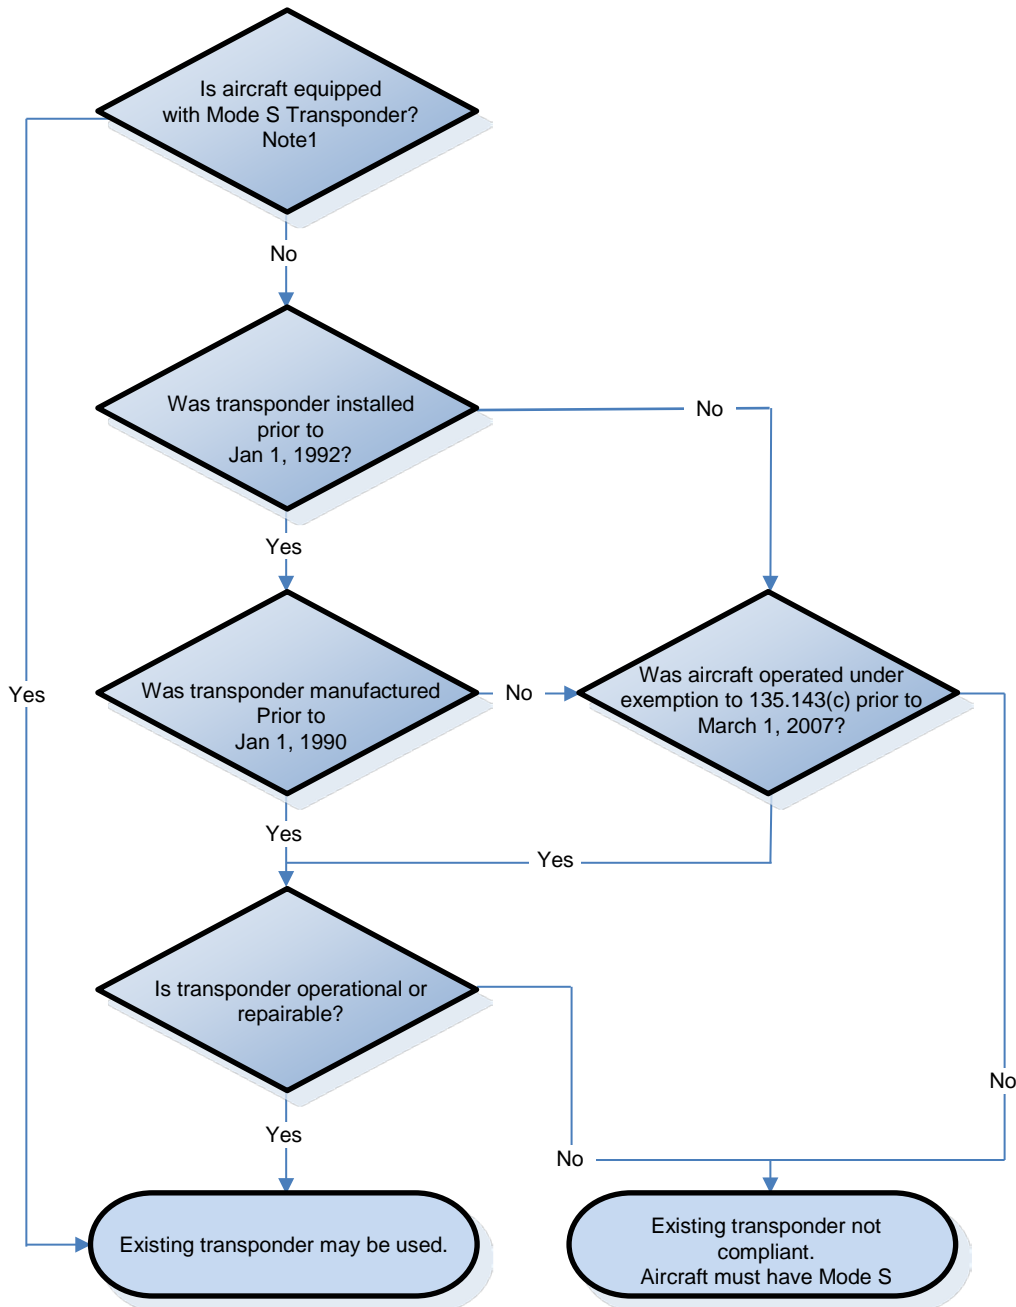 Is aircraft equipped
with Mode S Transponder?
Note1
No
Was transponder installed
prior to
Jan 1, 1992?
No
Yes
Was transponder manufactured
Prior to
Jan 1, 1990
No
Was aircraft operated under
exemption to 135.143(c) prior to
March 1, 2007?
Yes
Yes
Yes
Is transponder operational or
repairable?
No
Yes
No
Existing transponder may be used.
Existing transponder not
compliant.
Aircraft must have Mode S